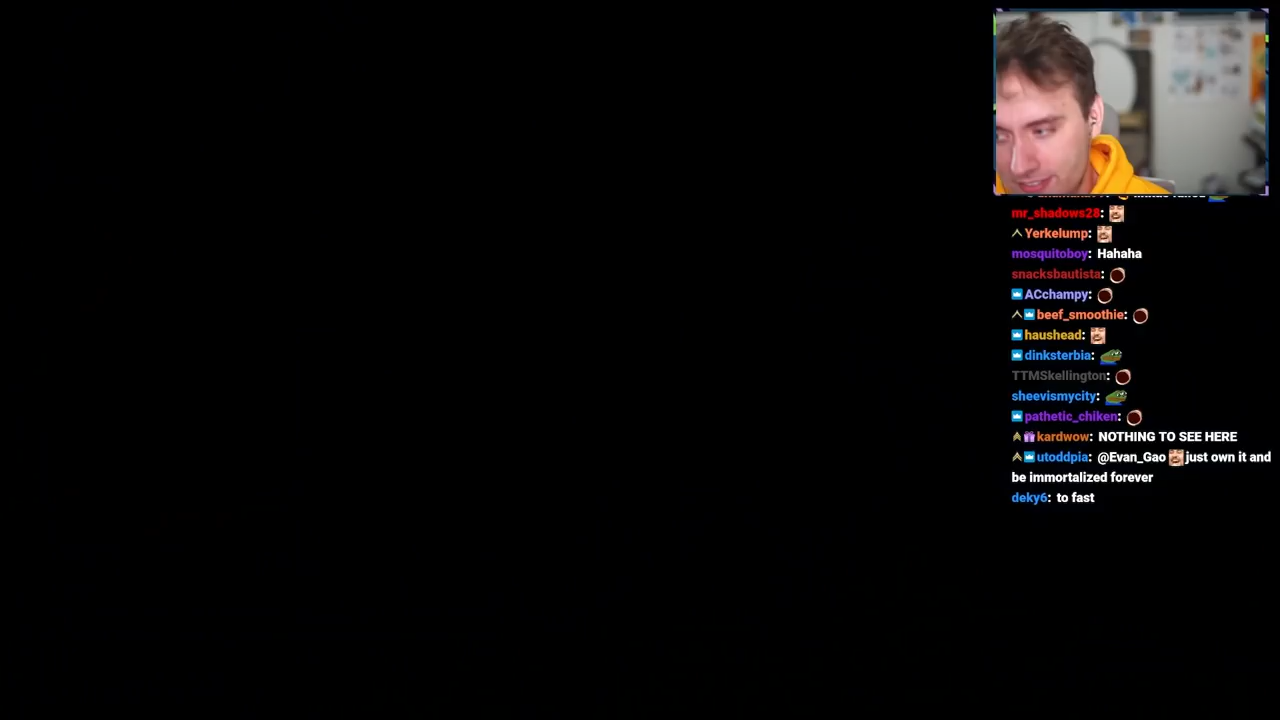 mr_shadows28:
Yerkelump:
mosquitoboy: Hahaha
snacksbautista:
ACchampy:
beef_smoothie:
haushead:
dinksterbia:
TTMSkellington:
sheevismycity:
pathetic_chiken:
kardwow: NOTHING TO SEE HERE
utoddpia: @Evan_Gao just own it and
be immortalized forever
deky6: to fast